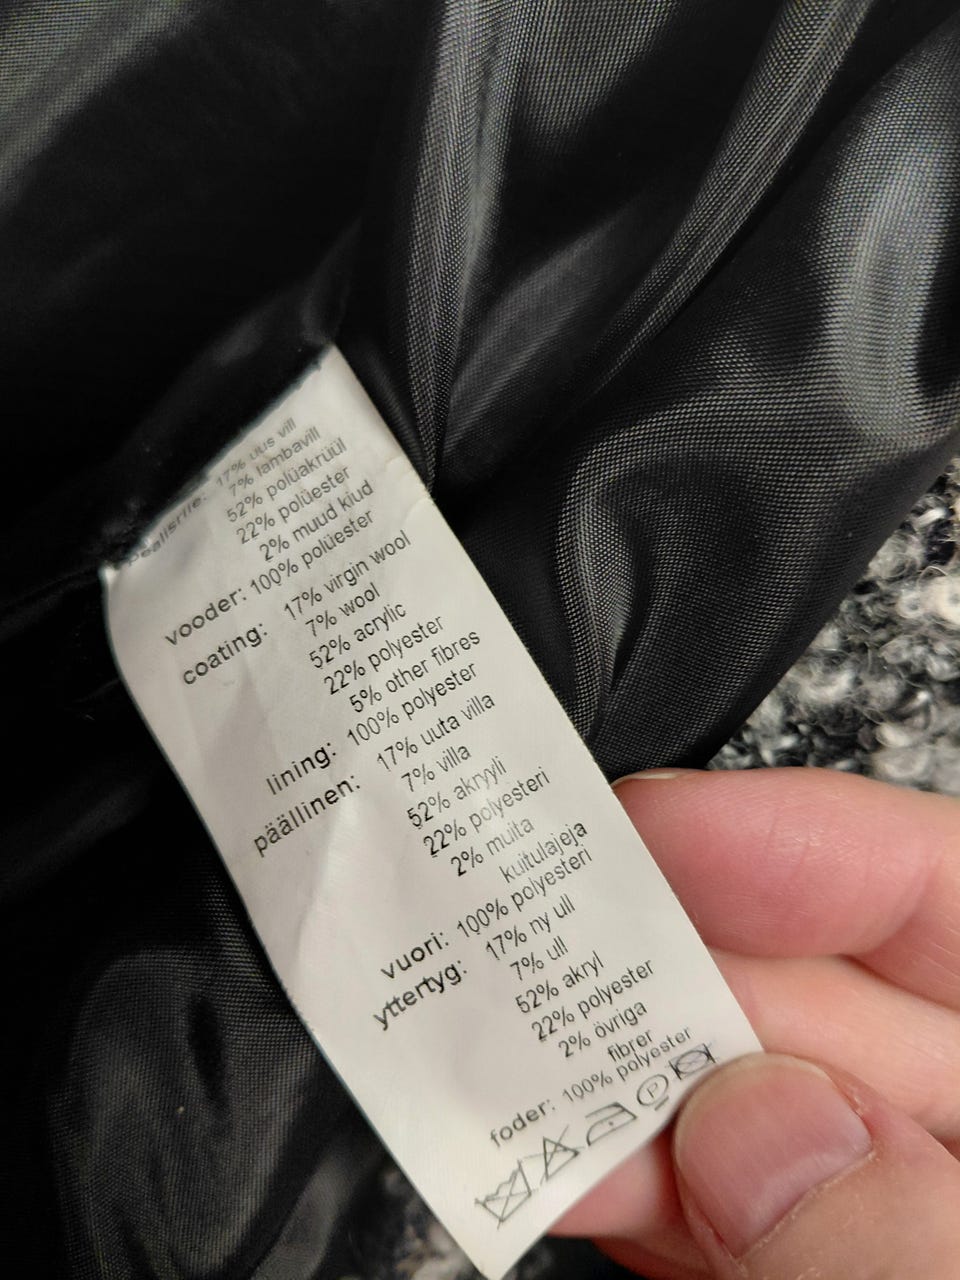 pealisriie: 17% uus vill
7% lambavill
52% polüakrüül
22% polüester
2% muud kiud
vooder: 100% polüester
coating: 17% virgin wool
7% wool
52% acrylic
22% polyester
5% other fibres
lining: 100% polyester
päällinen: 17% uuta villa
7% villa
52% akryyli
22% polyesteri
2% muita
kuitulajeja
vuori: 100% polyesteri
yttertyg: 17% ny ull
7% ull
52% akryl
22% polyester
2% övriga
fibrer
foder: 100% polyester
P